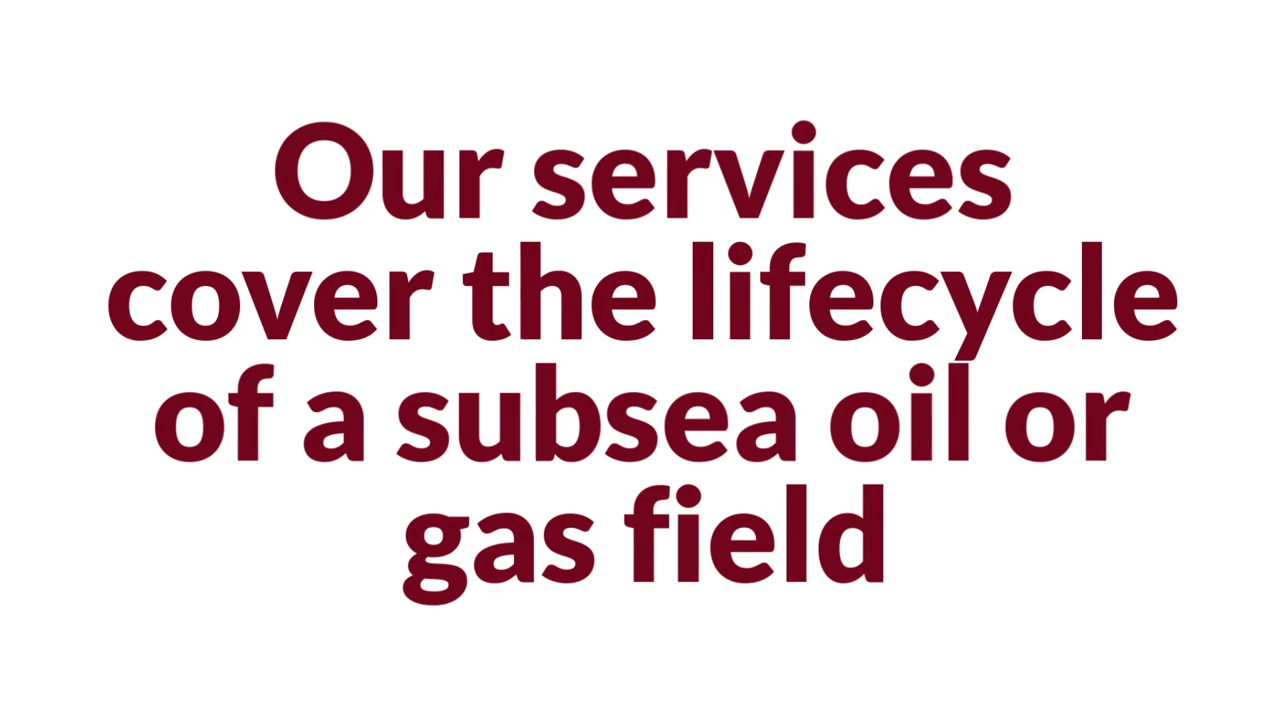 Our services
cover the lifecycle
of a subsea oil or
gas field